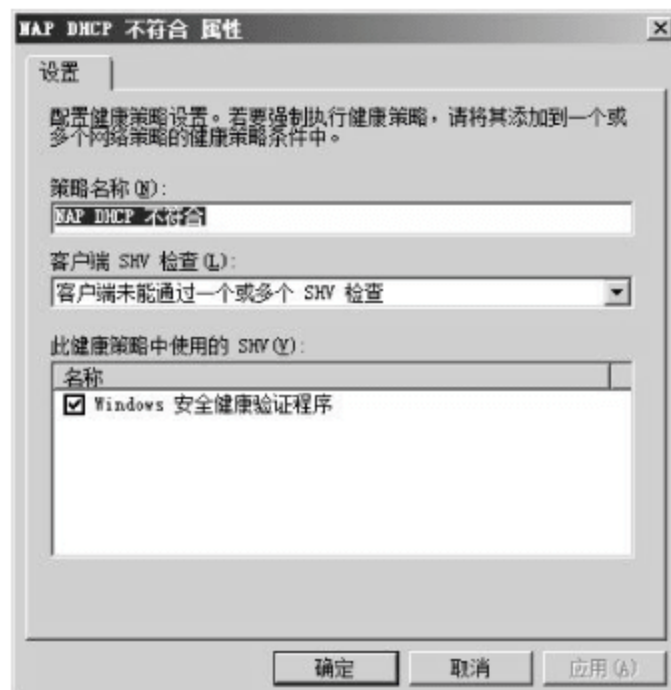 NAP DHCP 不符合 属性
设置
配置健康策略设置。若要强制执行健康策略，请将其添加到一个或
多个网络策略的健康策略条件中。
策略名称(N):
NAP DHCP 不符合
客户端 SHV 检查(L):
客户端未能通过一个或多个 SHV 检查
此健康策略中使用的 SHV(V):
名称
Windows 安全健康验证程序
确定
取消
应用(A)